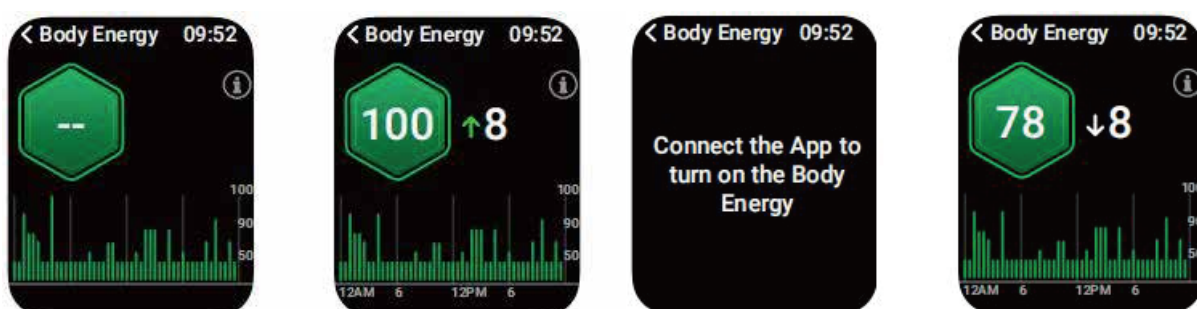 < Body Energy 09:52
--
100
90
50
< Body Energy 09:52
100 ↑8
100
90
50
12AM 6 12PM 6
< Body Energy 09:52
Connect the App to
turn on the Body
Energy
< Body Energy 09:52
78 ↓8
12AM 6 12PM 6